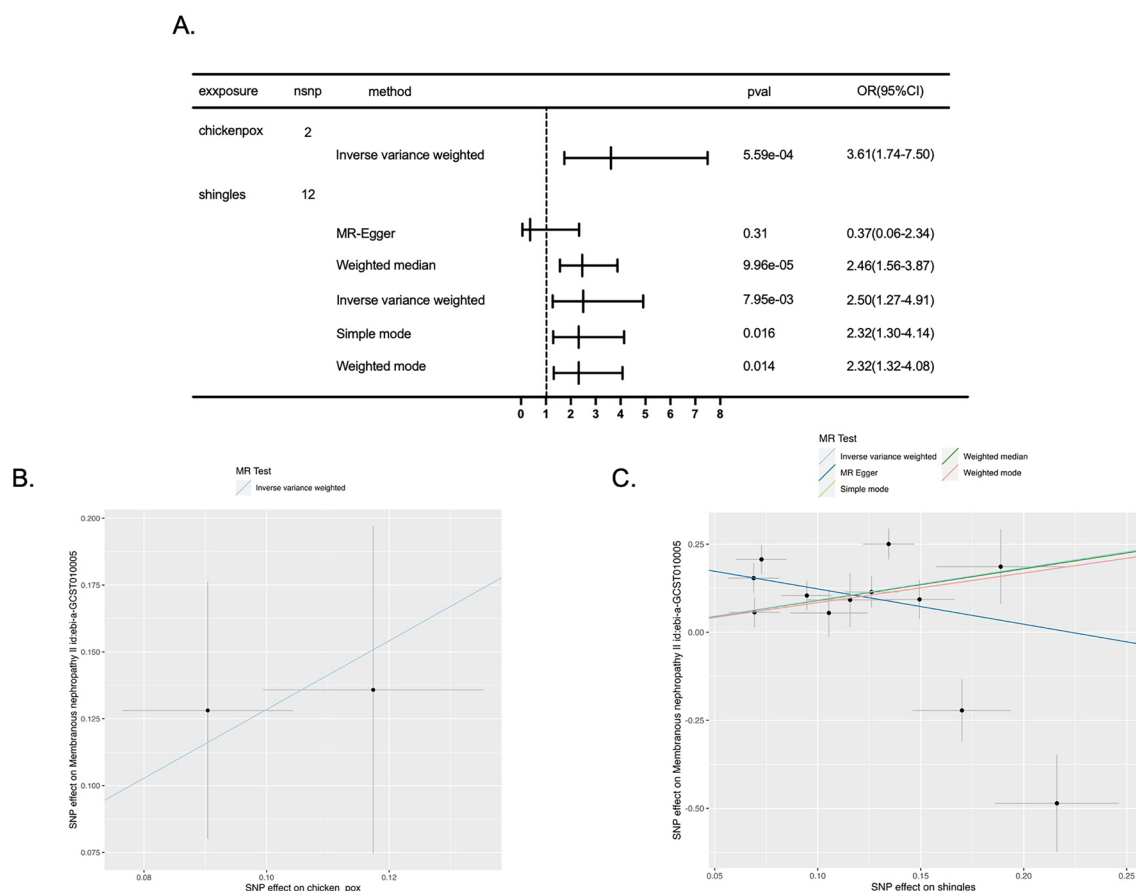 A.
exxposure nsnp method pval OR(95%CI)
chickenpox 2
Inverse variance weighted 5.59e-04 3.61(1.74-7.50)
shingles 12
MR-Egger 0.31 0.37(0.06-2.34)
Weighted median 9.96e-05 2.46(1.56-3.87)
Inverse variance weighted 7.95e-03 2.50(1.27-4.91)
Simple mode 0.016 2.32(1.30-4.14)
Weighted mode 0.014 2.32(1.32-4.08)
0 1 2 3 4 5 6 7 8
B.
MR Test
Inverse variance weighted
SNP effect on Membranous nephropathy II id:ebi-a-GCST010005
0.200
0.175
0.150
0.125
0.100
0.075
0.08 0.10 0.12
SNP effect on chicken_pox
C.
MR Test
Inverse variance weighted Weighted median
MR Egger Weighted mode
Simple mode
SNP effect on Membranous nephropathy II id:ebi-a-GCST010005
0.25
0.00
-0.25
-0.50
0.05 0.10 0.15 0.20 0.25
SNP effect on shinles